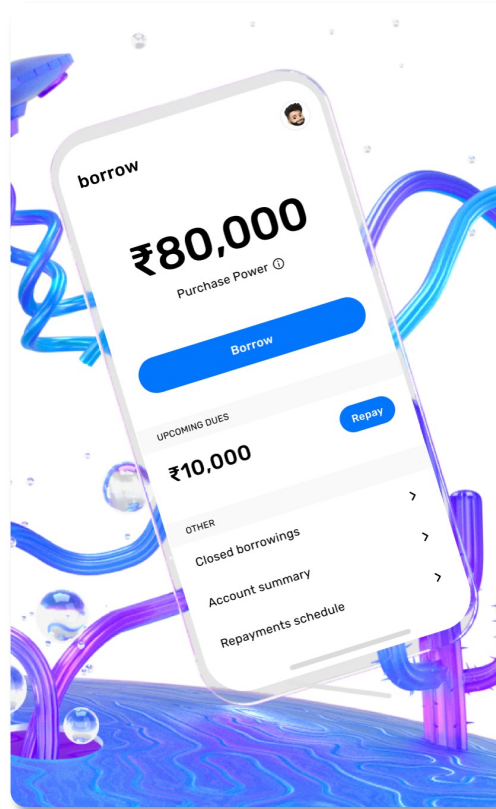 borrow
₹80,000
Purchase Power
Borrow
UPCOMING DUES
₹10,000
Repay
OTHER
Closed borrowings
Account summary
Repayments schedule